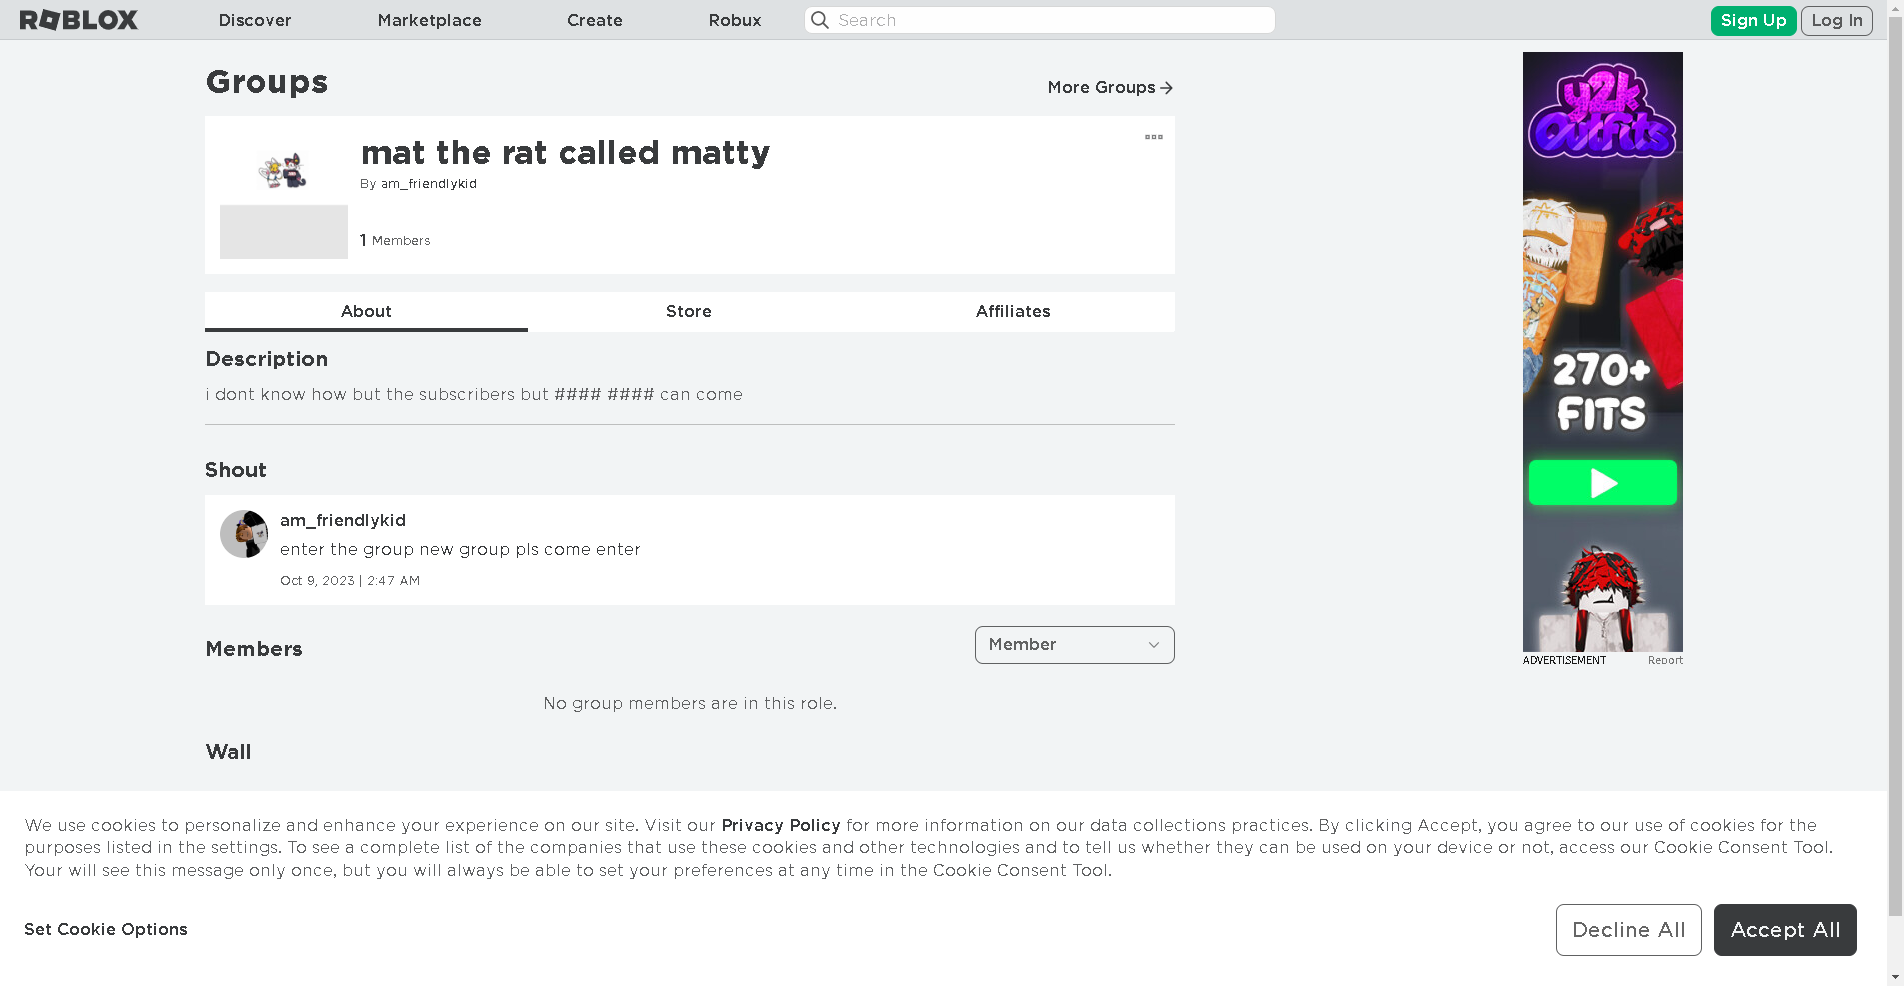 ROBLOX Discover Marketplace Create Robux Search Sign Up Log In
Groups
More Groups
mat the rat called matty
By am_friendlykid
1 Members
About Store Affiliates
Description
i dont know how but the subscribers but #### #### can come
Shout
am_friendlykid
enter the group new group pls come enter
Oct 9, 2023 | 2:47 AM
Members
Member
No group members are in this role.
Wall
y2k
Outfits
270+
FITS
ADVERTISEMENT Report
We use cookies to personalize and enhance your experience on our site. Visit our Privacy Policy for more information on our data collections practices. By clicking Accept, you agree to our use of cookies for the
purposes listed in the settings. To see a complete list of the companies that use these cookies and other technologies and to tell us whether they can be used on your device or not, access our Cookie Consent Tool.
Your will see this message only once, but you will always be able to set your preferences at any time in the Cookie Consent Tool.
Set Cookie Options
Decline All
Accept All